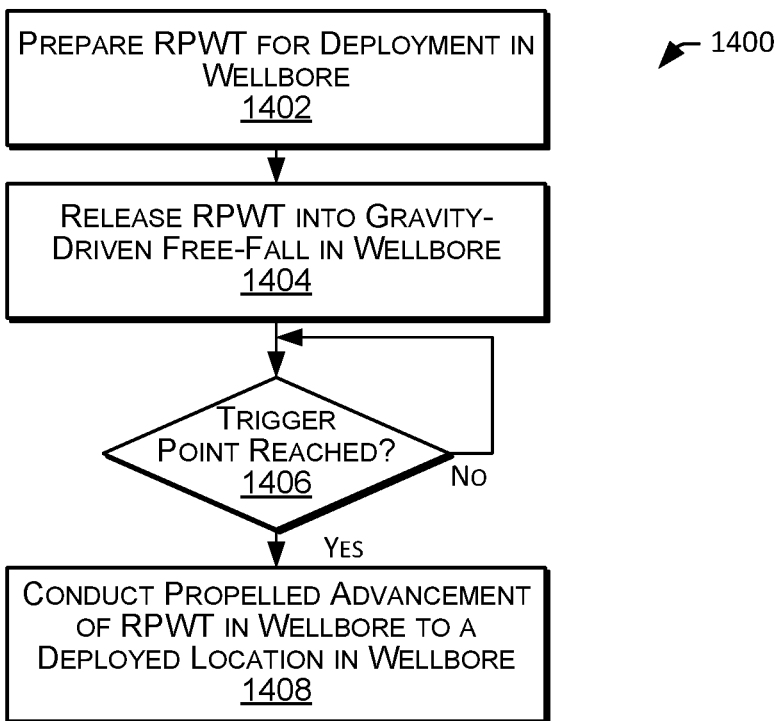 PREPARE RPWT FOR DEPLOYMENT IN
WELLBORE
1402
1400
RELEASE RPWT INTO GRAVITY-
DRIVEN FREE-FALL IN WELLBORE
1404
TRIGGER
POINT REACHED?
1406
NO
YES
CONDUCT PROPELLED ADVANCEMENT
OF RPWT IN WELLBORE TO A
DEPLOYED LOCATION IN WELLBORE
1408